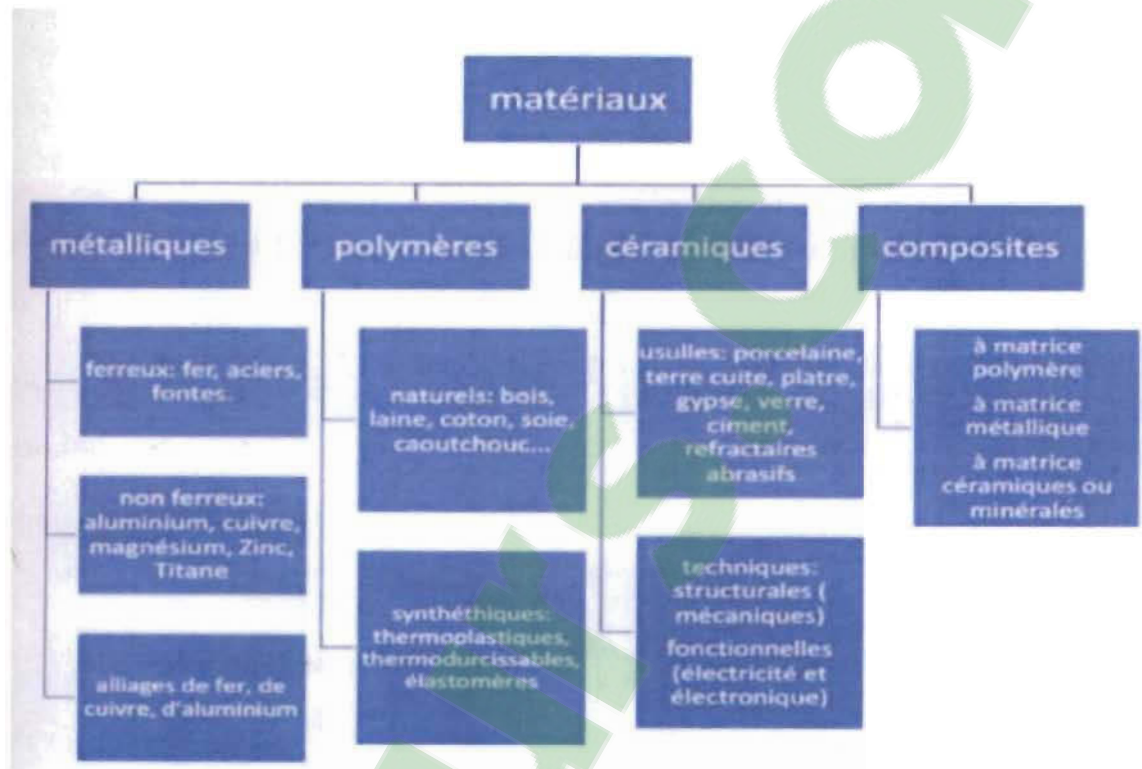 matériaux
métalliques
polymères
céramiques
composites
ferreux: fer, aciers,
fontes.
non ferreux:
aluminium, cuivre,
magnésium, Zinc,
Titane
alliages de fer, de
cuivre, d'aluminium
naturels: bois,
laine, coton, soie,
caoutchouc...
synthéthiques:
thermoplastiques,
thermodurcissables,
élastomères
usulles: porcelaine,
terre cuite, platre,
gypse, verre,
ciment,
refractaires
abrasifs
techniques:
structurales (
mécaniques)
fonctionnelles
(électricité et
électronique)
à matrice
polymère
à matrice
métallique
à matrice
céramiques ou
minérales